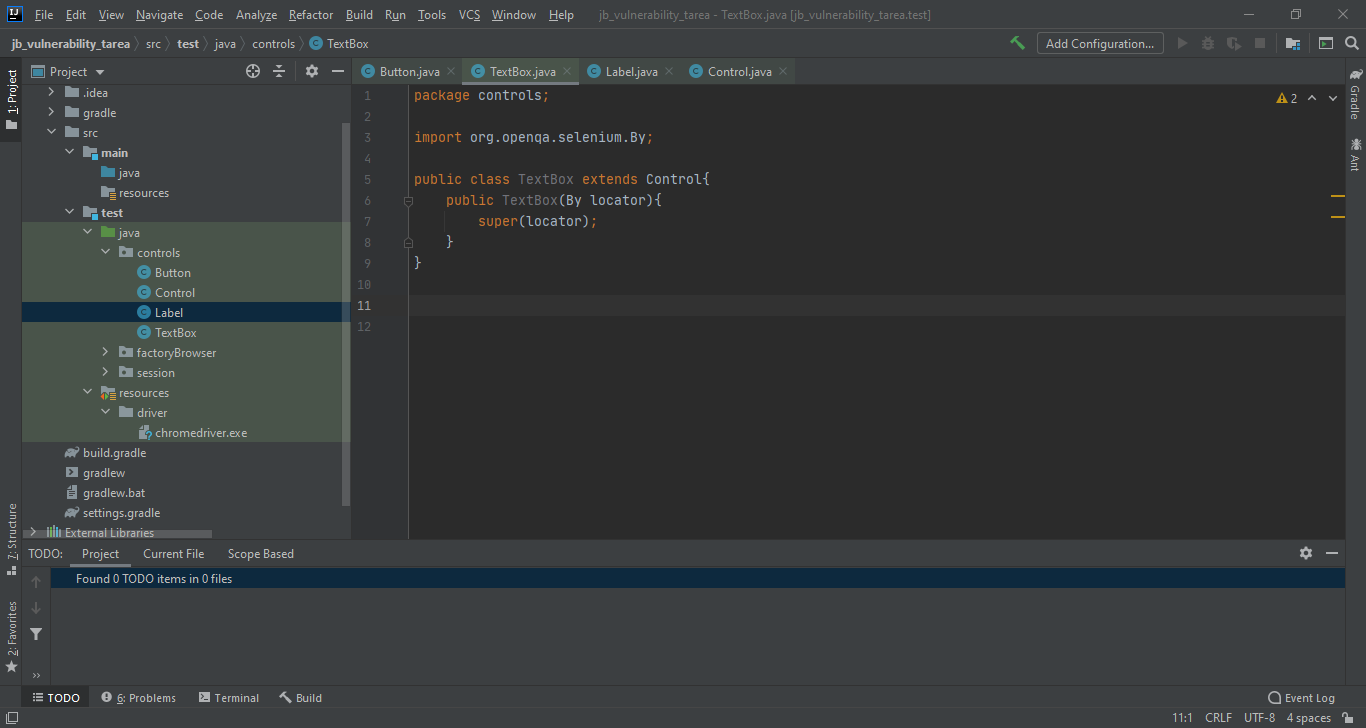 File Edit View Navigate Code Analyze Refactor Build Run Tools VCS Window Help jb_vulnerability_tarea - TextBox.java [jb_vulnerability_tarea.test]
jb_vulnerability_tarea src test java controls TextBox Add Configuration...
1: Project
Project
Button.java TextBox.java Label.java Control.java
.idea
gradle
src
main
java
resources
test
java
controls
Button
Control
Label
TextBox
factoryBrowser
session
resources
driver
chromedriver.exe
build.gradle
gradlew
gradlew.bat
settings.gradle
External Libraries
1 package controls;
2
3 import org.openqa.selenium.By;
4
5 public class TextBox extends Control{
6 public TextBox(By locator){
7 super(locator);
8 }
9 }
10
11
12
2
Gradle
Ant
7: Structure
2: Favorites
TODO: Project Current File Scope Based
Found 0 TODO items in 0 files
TODO 6: Problems Terminal Build Event Log
11:1 CRLF UTF-8 4 spaces